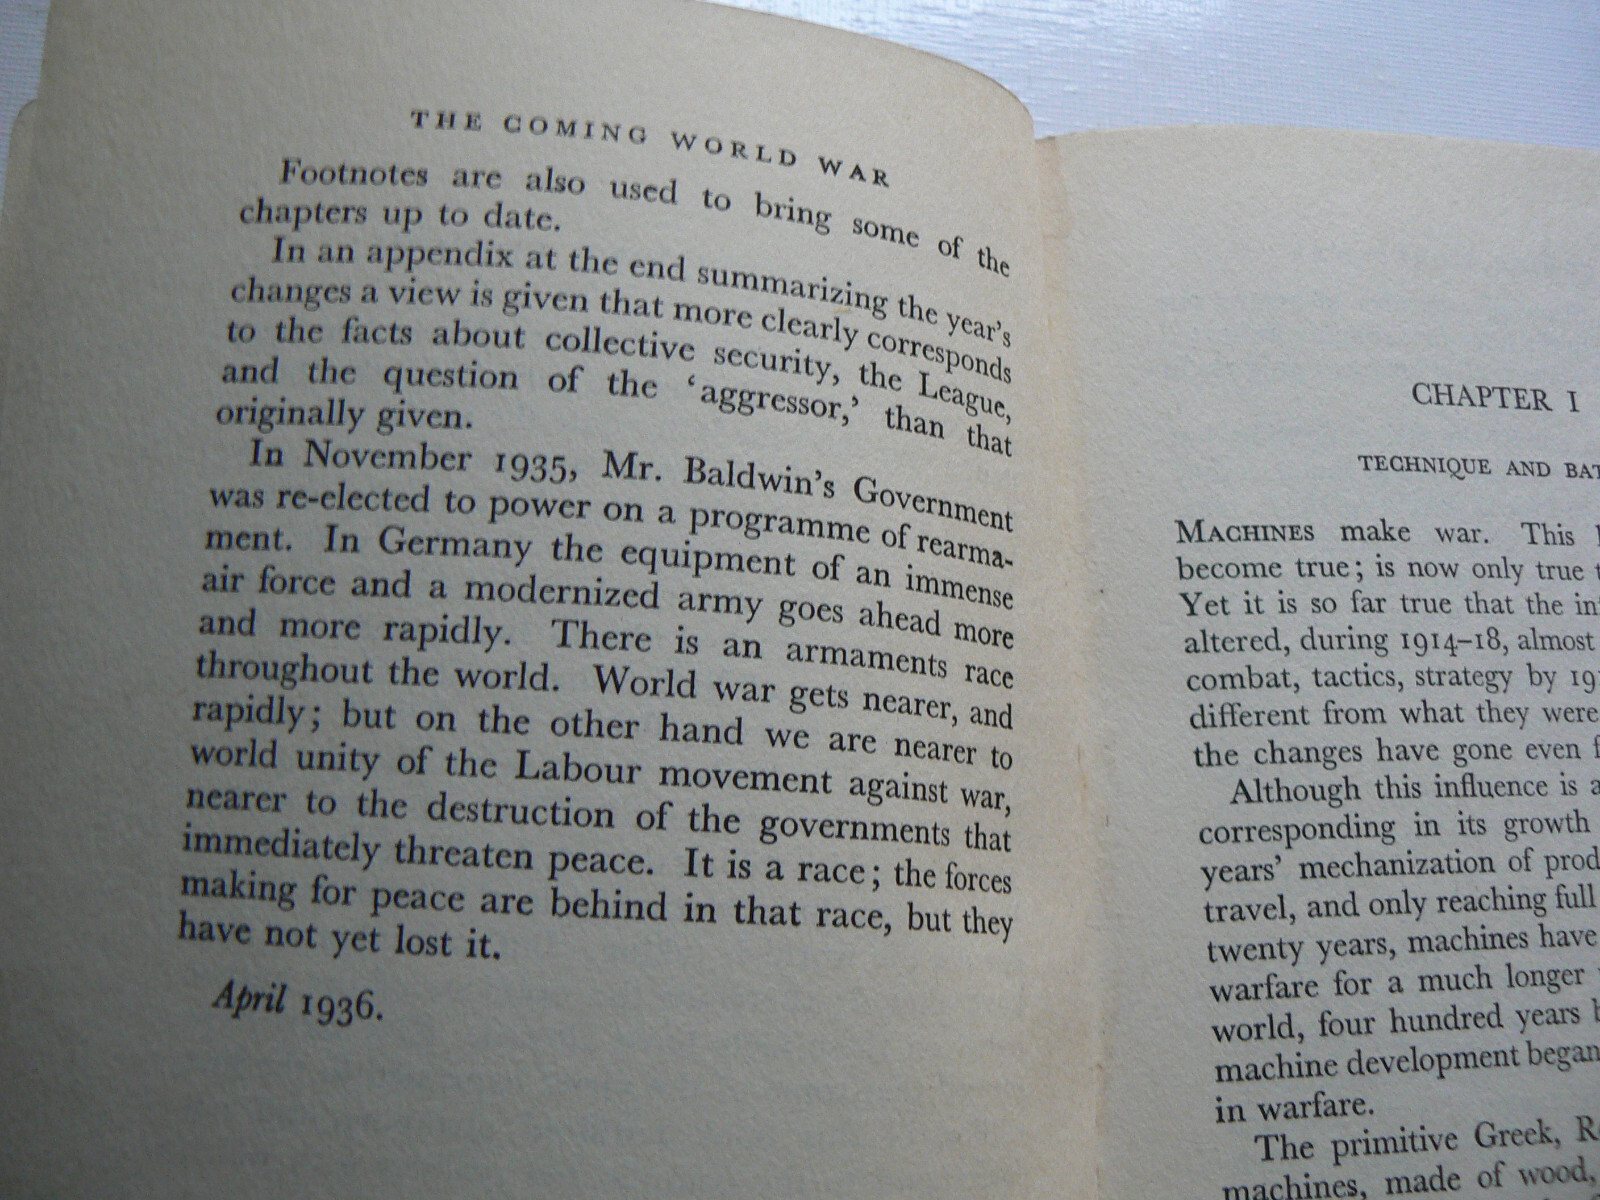 THE COMING WORLD WAR
Footnotes are also used to bring some of the
chapters up to date.
In an appendix at the end summarizing the year's
changes a view is given that more clearly corresponds
to the facts about collective security, the League,
and the question of the ‘aggressor,’ than that
originally given.
In November 1935, Mr. Baldwin's Government
was re-elected to power on a programme of rearma-
ment. In Germany the equipment of an immense
air force and a modernized army goes ahead more
and more rapidly. There is an armaments race
throughout the world. World war gets nearer, and
rapidly; but on the other hand we are nearer to
world unity of the Labour movement against war,
nearer to the destruction of the governments that
immediately threaten peace. It is a race; the forces
making for peace are behind in that race, but they
have not yet lost it.
April 1936.
CHAPTER I
TECHNIQUE AND
MACHINES make war. This
become true; is now only true
Yet it is so far true that the
altered, during 1914–18, almost
combat, tactics, strategy by
different from what they were
the changes have gone even
Although this influence is
corresponding in its growth
years' mechanization of
travel, and only reaching full
twenty years, machines have
warfare for a much longer
world, four hundred years
machine development began
in warfare.
The primitive Greek,
machines, made of wood,